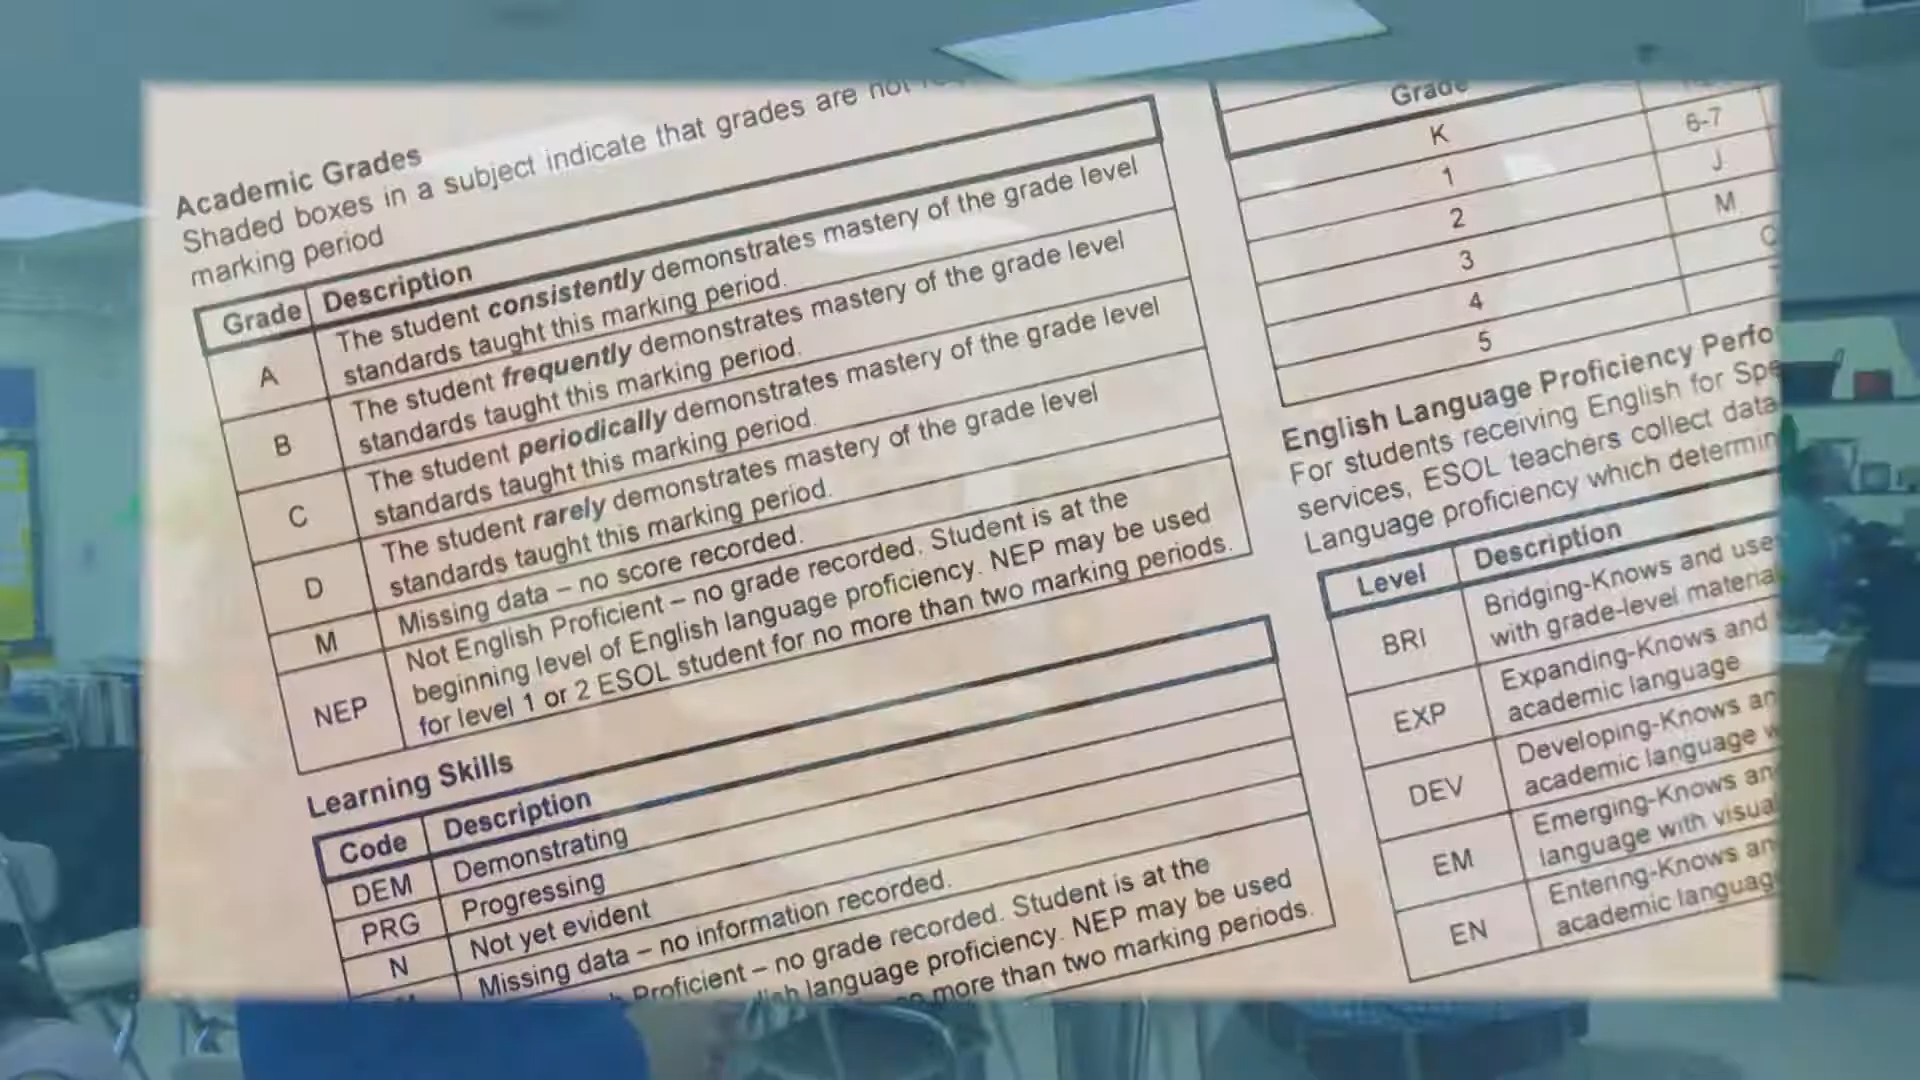 Academic Grades
Shaded boxes in a subject indicate that grades are not
marking period
Grade Description
A The student consistently demonstrates mastery of the grade level
standards taught this marking period.
B The student frequently demonstrates mastery of the grade level
standards taught this marking period.
C The student periodically demonstrates mastery of the grade level
standards taught this marking period.
D The student rarely demonstrates mastery of the grade level
standards taught this marking period.
M Missing data – no score recorded.
NEP Not English Proficient – no grade recorded. Student is at the
beginning level of English language proficiency. NEP may be used
for level 1 or 2 ESOL student for no more than two marking periods.
Learning Skills
Code Description
DEM Demonstrating
PRG Progressing
N Not yet evident
Missing data – no information recorded.
Proficient – no grade recorded. Student is at the
language proficiency. NEP may be used
more than two marking periods.
Grade
K
1 6-7
2 J
3 M
4
5
English Language Proficiency
For students receiving English for
services, ESOL teachers collect data
Language proficiency which
Level Description
BRI Bridging-Knows and
with grade-level
EXP Expanding-Knows and
academic language
DEV Developing-Knows
academic language
EM Emerging-Knows
language with visual
EN Entering-Knows
academic